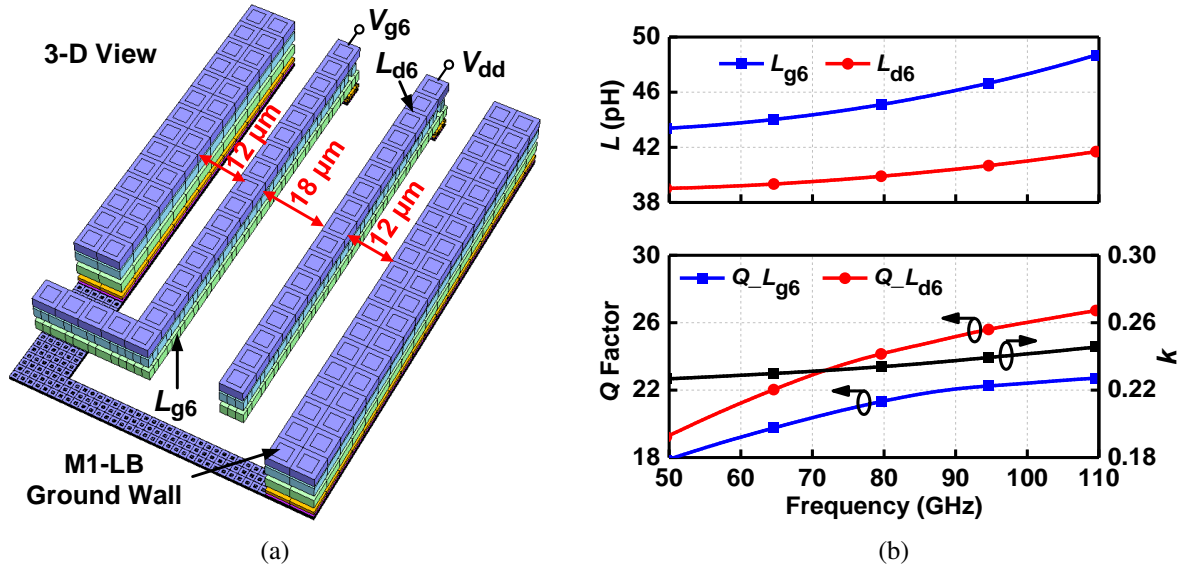 3-D View
Vg6
Ld6
Vdd
12 µm
18 µm
12 µm
Lg6
M1-LB
Ground Wall
(a)
L (pH)
50
46
42
38
Lg6
Ld6
Q Factor
30
26
22
18
Q_Lg6
Q_Ld6
0.30
0.26
0.22
0.18
k
50 60 70 80 90 100 110
Frequency (GHz)
(b)